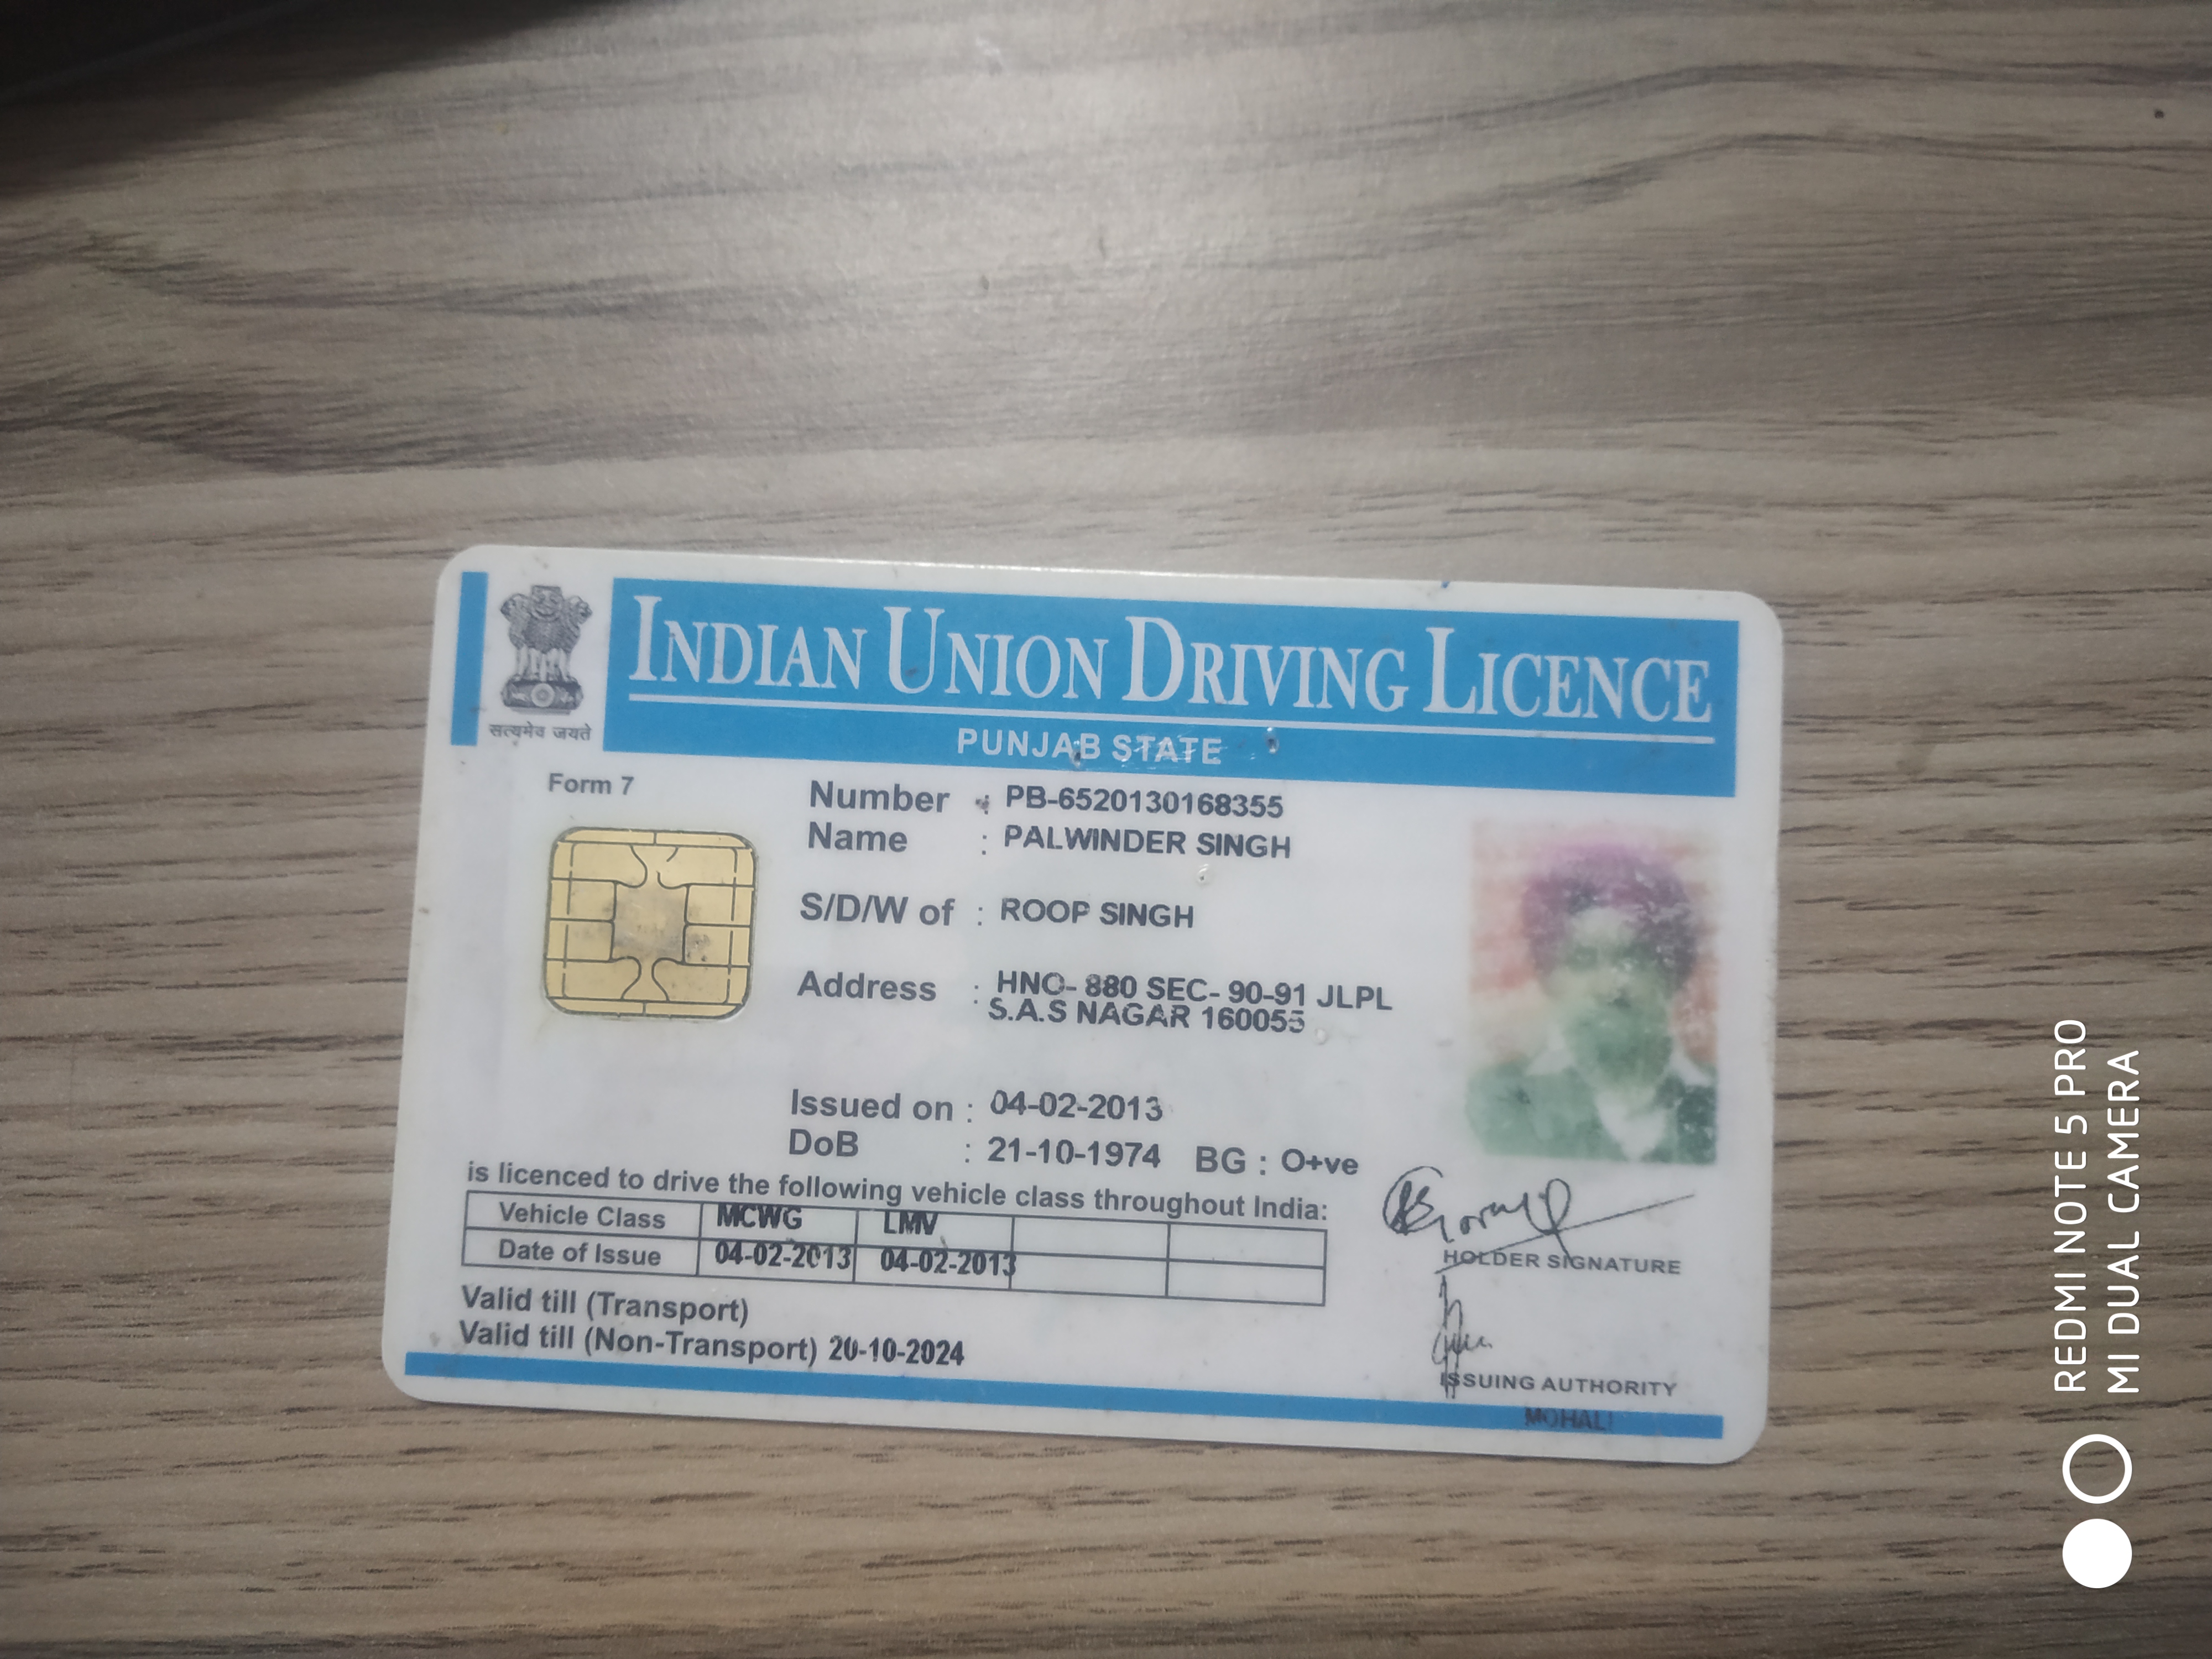 INDIAN UNION DRIVING LICENCE
सत्यमेव जयते
PUNJAB STATE
Form 7
Number : PB-6520130168355
Name : PALWINDER SINGH
S/D/W of : ROOP SINGH
Address : HNO- 880 SEC- 90-91 JLPL
S.A.S NAGAR 160055
Issued on : 04-02-2013
DoB : 21-10-1974 BG : O+ve
is licenced to drive the following vehicle class throughout India:
Vehicle Class MCWG LMV
Date of Issue 04-02-2013 04-02-2013
HOLDER SIGNATURE
Valid till (Transport)
Valid till (Non-Transport) 20-10-2024
ISSUING AUTHORITY
MOHALI
REDMI NOTE 5 PRO
MI DUAL CAMERA